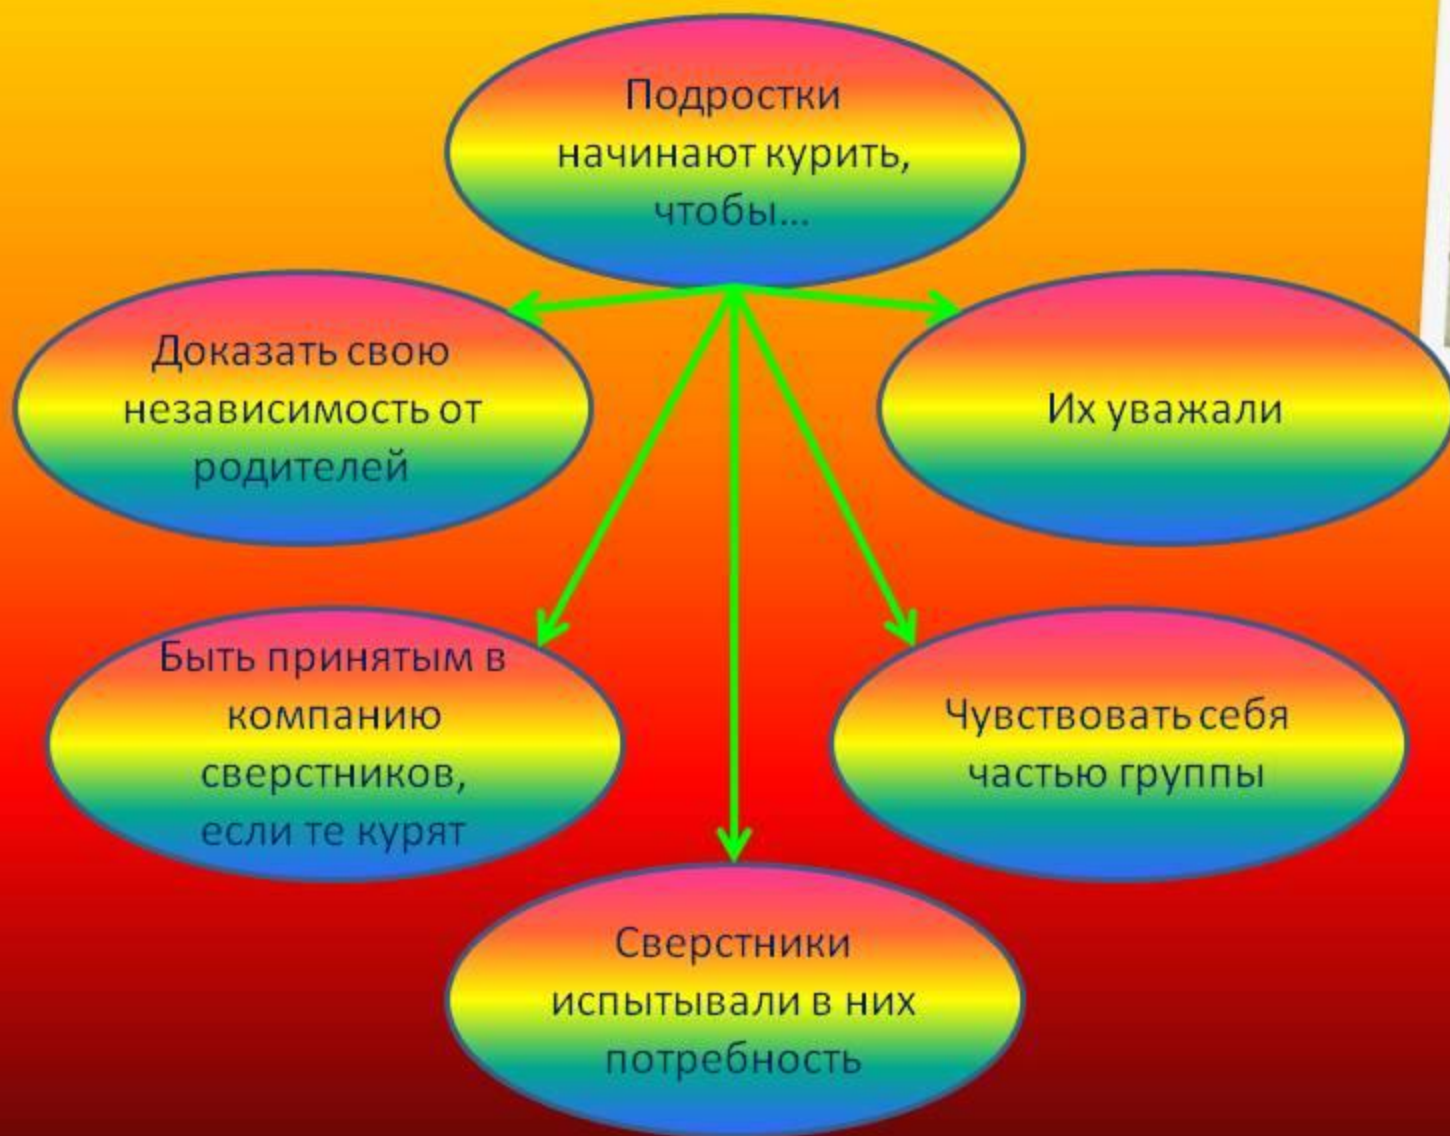 Подростки
начинают курить,
чтобы...
Доказать свою
независимость от
родителей
Их уважали
Быть принятым в
компанию
сверстников,
если те курят
Чувствовать себя
частью группы
Сверстники
испытывали в них
потребность